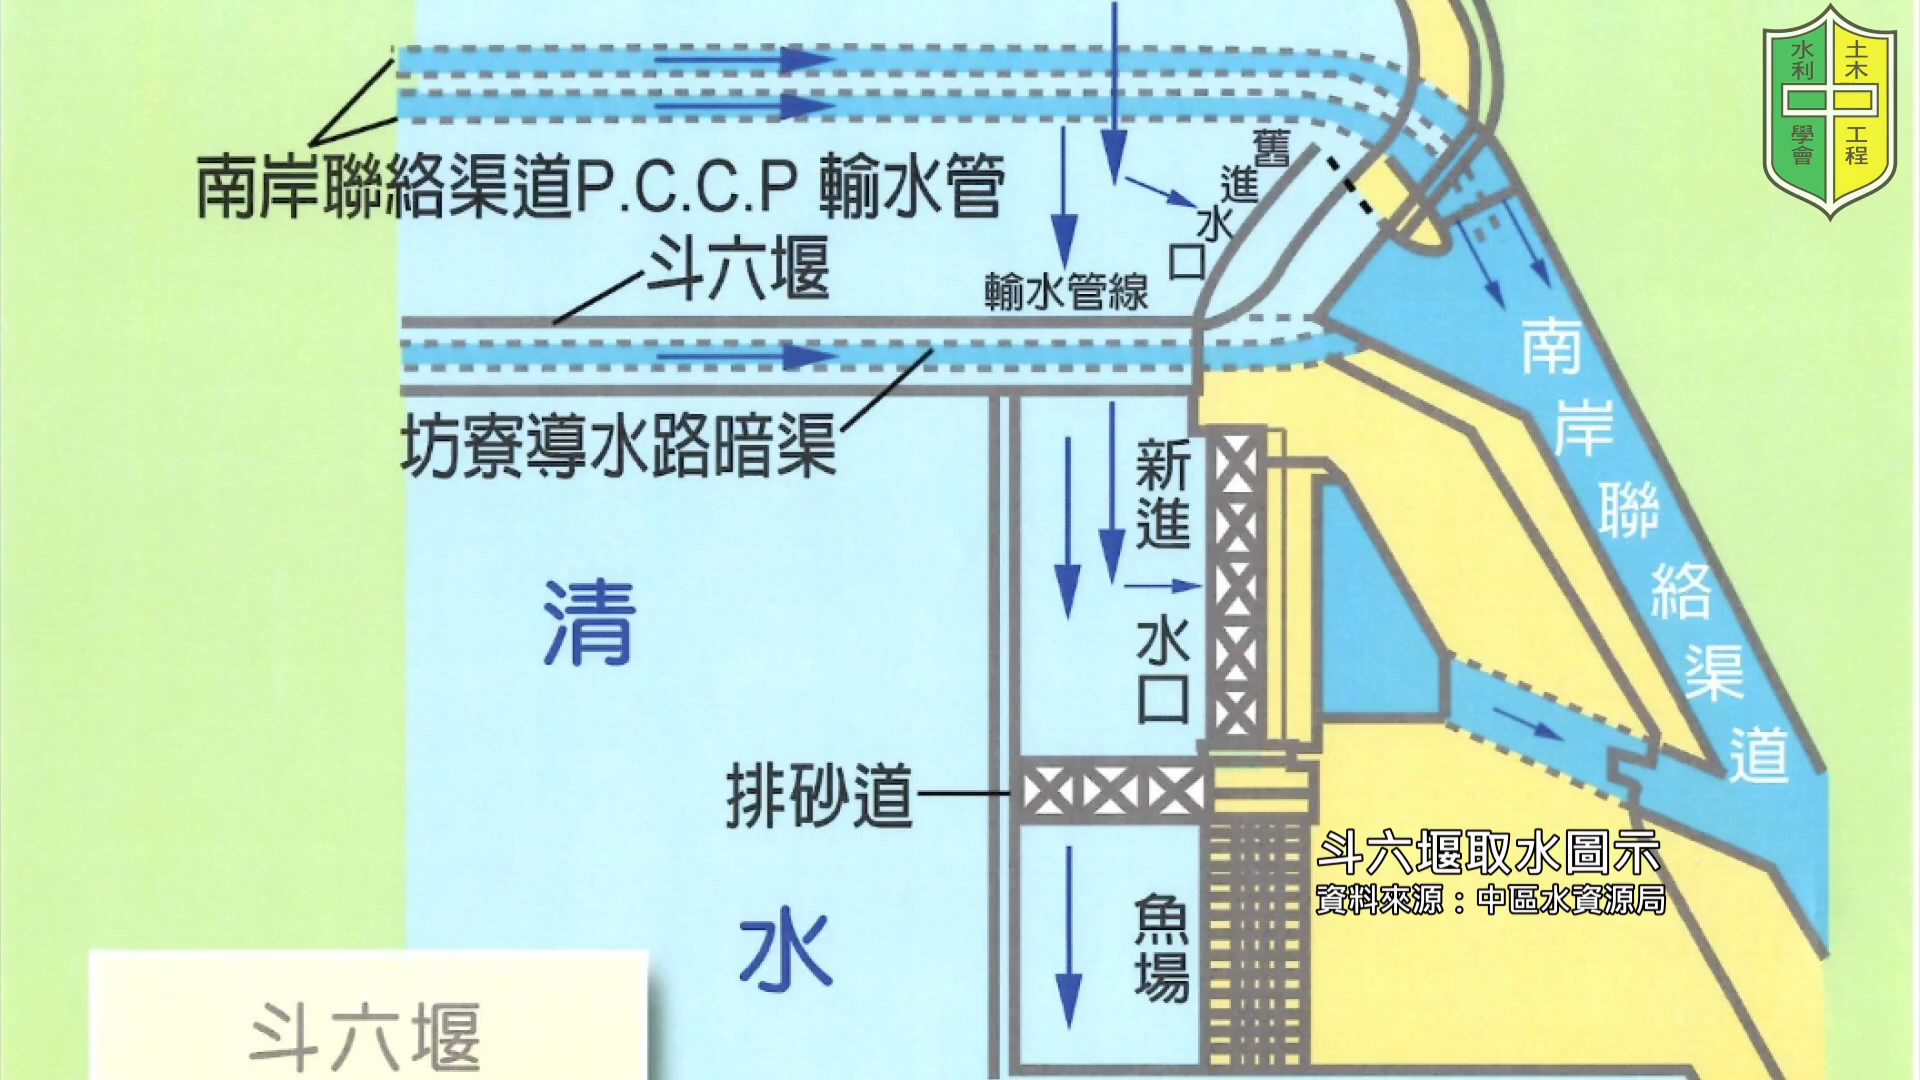 南岸聯絡渠道P.C.C.P 輸水管
舊進水口
斗六堰
輸水管線
坊寮導水路暗渠
新進水口
南岸聯絡渠道
清水
排砂道
魚場
斗六堰取水圖示
資料來源：中區水資源局
斗六堰
水利學會
土木工程